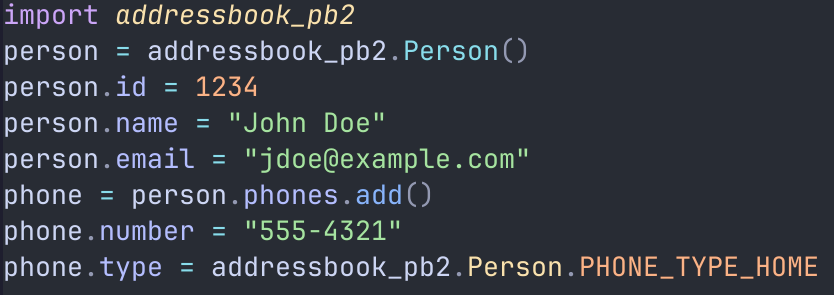 import addressbook_pb2
person = addressbook_pb2.Person()
person.id = 1234
person.name = "John Doe"
person.email = "jdoe@example.com"
phone = person.phones.add()
phone.number = "555-4321"
phone.type = addressbook_pb2.Person.PHONE_TYPE_HOME